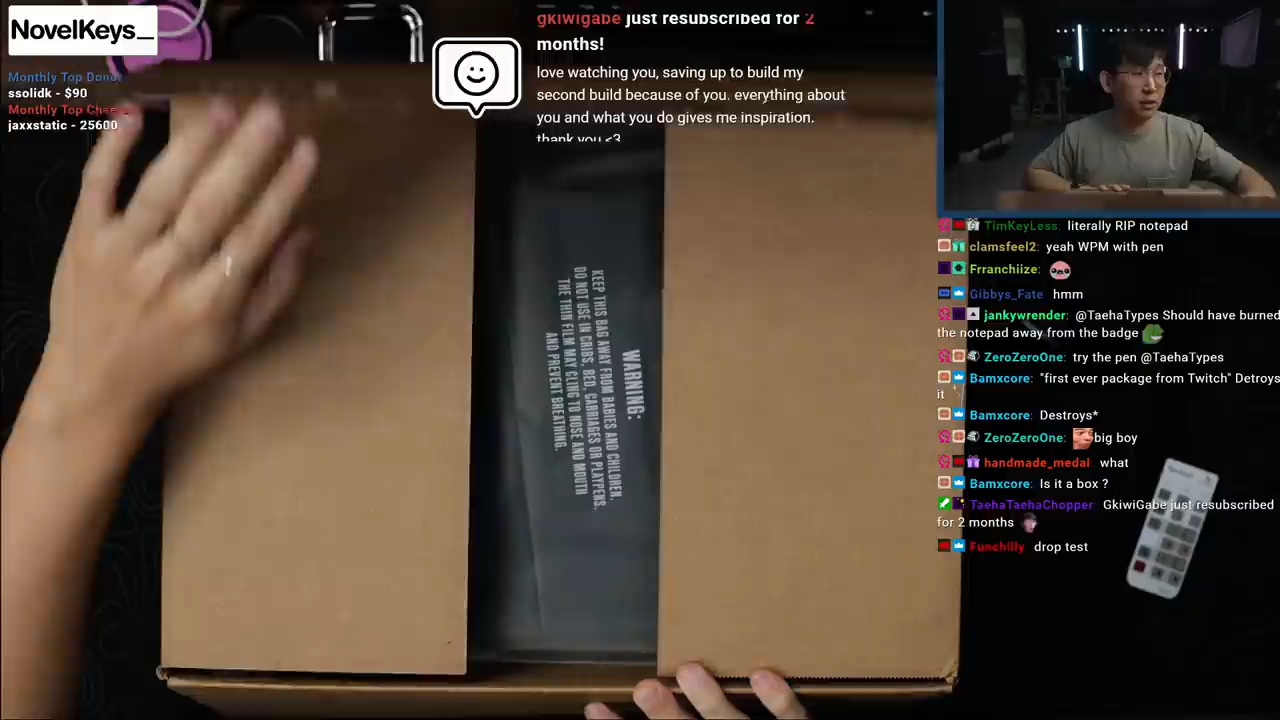 NovelKeys_
Monthly Top Donor
ssolidk - $90
Monthly Top Cheer
jaxxstatic - 25600
gkiwigabe just resubscribed for 2
months!
love watching you, saving up to build my
second build because of you. everything about
you and what you do gives me inspiration.
thank you <3
WARNING:
KEEP THIS BAG AWAY FROM BABIES AND CHILDREN.
DO NOT USE IN CRIBS, BED, CARRIAGES OR PLAYPENS.
THE THIN FILM MAY CLING TO NOSE AND MOUTH
AND PREVENT BREATHING.
TimKeyLess: literally RIP notepad
clamsfeel2: yeah WPM with pen
Frranchiize:
Gibbys_Fate hmm
jankywrender: @TaehaTypes Should have burned
the notepad away from the badge
ZeroZeroOne: try the pen @TaehaTypes
Bamxcore: "first ever package from Twitch" Detroys
it
Bamxcore: Destroys*
ZeroZeroOne: big boy
handmade_medal what
Bamxcore: Is it a box ?
TaehaTaehaChopper GkiwiGabe just resubscribed
for 2 months
Funchilly drop test